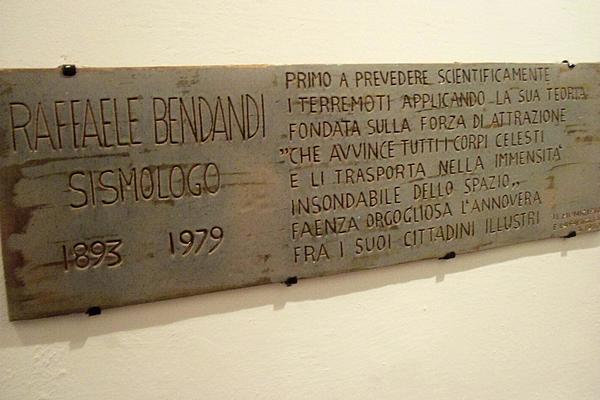 RAFFAELE BENDANDI
SISMOLOGO
1893 1979
PRIMO A PREVEDERE SCIENTIFICAMENTE
I TERREMOTI APPLICANDO LA SUA TEORIA
FONDATA SULLA FORZA DI ATTRAZIONE
"CHE AVVINCE TUTTI I CORPI CELESTI
E LI TRASPORTA NELLA IMMENSITA'
INSONDABILE DELLO SPAZIO„
FAENZA ORGOGLIOSA L'ANNOVERA
FRA I SUOI CITTADINI ILLUSTRI